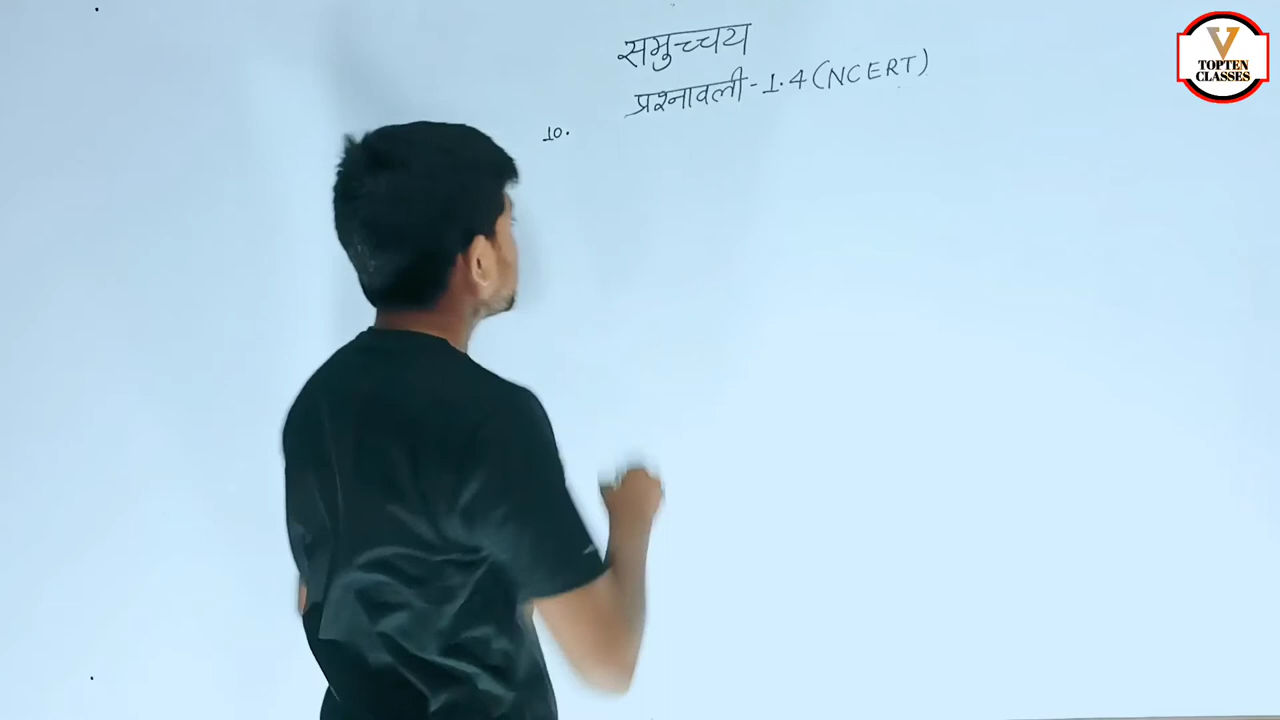 समुच्चय
प्रश्नावली-1.4 (NCERT)
10.
V
TOPTEN
CLASSES